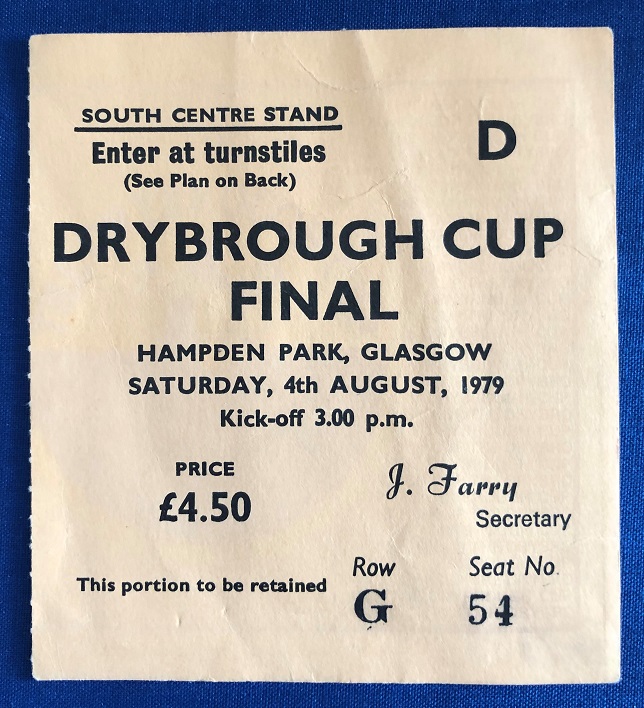 SOUTH CENTRE STAND
Enter at turnstiles
(See Plan on Back)
D
DRYBROUGH CUP
FINAL
HAMPDEN PARK, GLASGOW
SATURDAY, 4th AUGUST, 1979
Kick-off 3.00 p.m.
PRICE
£4.50
J. Farry
Secretary
This portion to be retained
Row
G
Seat No.
54